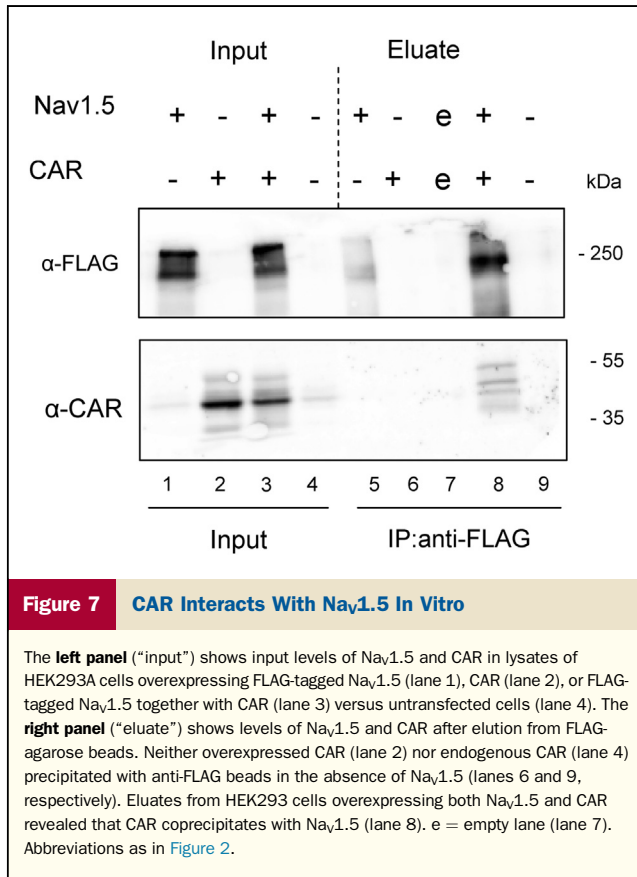 Input Eluate
Nav1.5 + - + - + - e + -
CAR - + + - - + e + - kDa
α-FLAG - 250
- 55
α-CAR
- 35
1 2 3 4 5 6 7 8 9
Input IP:anti-FLAG
Figure 7 CAR Interacts With NaV1.5 In Vitro
The left panel (“input”) shows input levels of NaV1.5 and CAR in lysates of
HEK293A cells overexpressing FLAG-tagged NaV1.5 (lane 1), CAR (lane 2), or FLAG-
tagged NaV1.5 together with CAR (lane 3) versus untransfected cells (lane 4). The
right panel (“eluate”) shows levels of NaV1.5 and CAR after elution from FLAG-
agarose beads. Neither overexpressed CAR (lane 2) nor endogenous CAR (lane 4)
precipitated with anti-FLAG beads in the absence of NaV1.5 (lanes 6 and 9,
respectively). Eluates from HEK293 cells overexpressing both NaV1.5 and CAR
revealed that CAR coprecipitates with NaV1.5 (lane 8). e = empty lane (lane 7).
Abbreviations as in Figure 2.